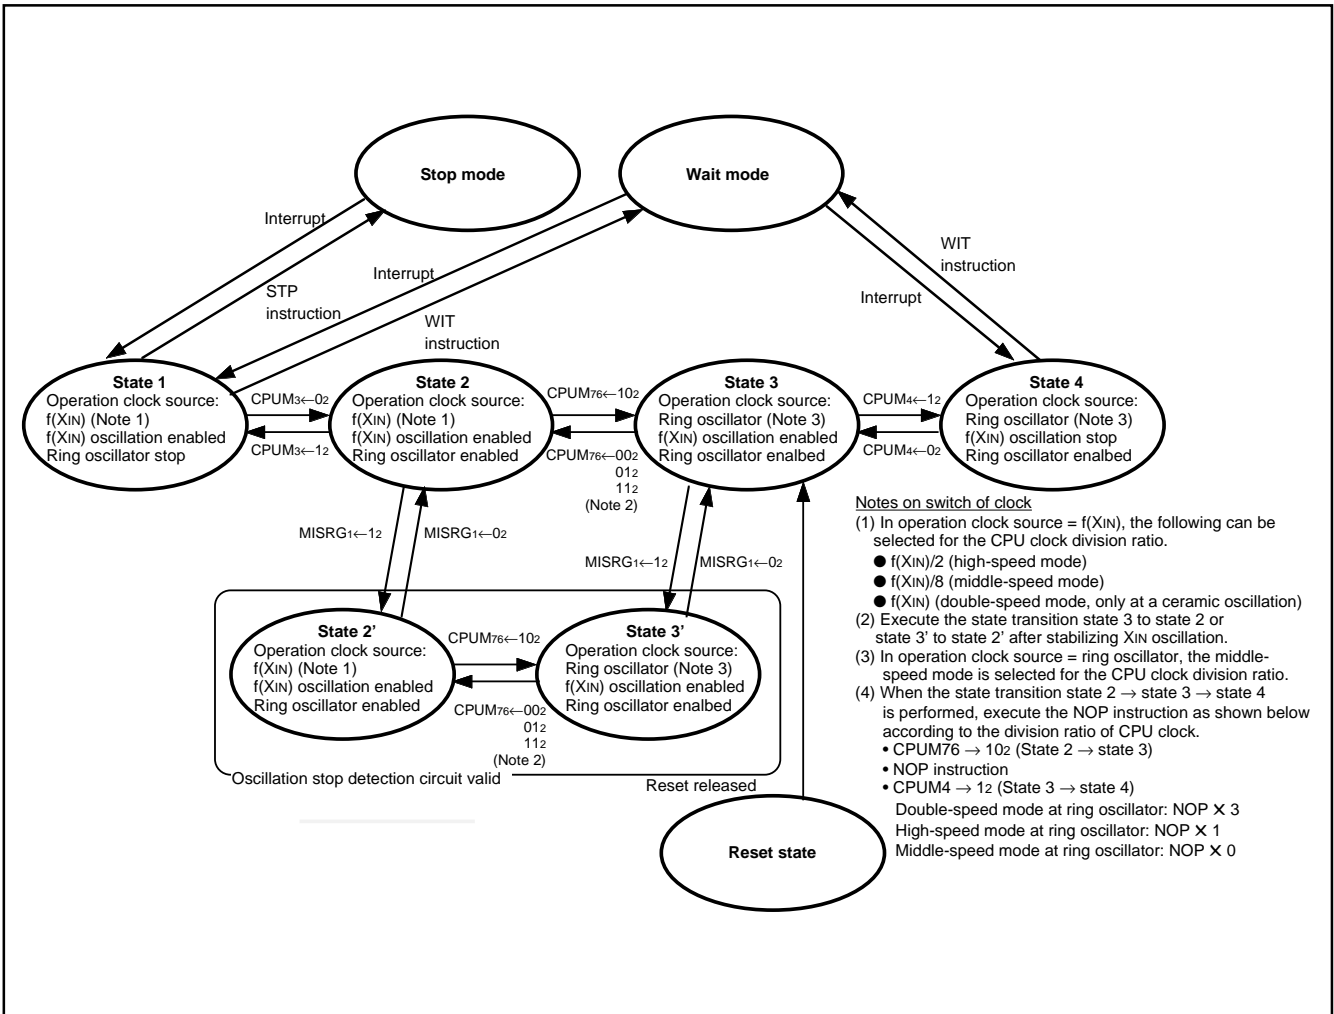 Stop mode
Wait mode
Interrupt
STP
instruction
Interrupt
WIT
instruction
WIT
instruction
Interrupt
State 1
Operation clock source:
f(XIN) (Note 1)
f(XIN) oscillation enabled
Ring oscillator stop
CPUM3←02
CPUM3←12
State 2
Operation clock source:
f(XIN) (Note 1)
f(XIN) oscillation enabled
Ring oscillator enabled
CPUM76←102
CPUM76←002
012
112
(Note 2)
State 3
Operation clock source:
Ring oscillator (Note 3)
f(XIN) oscillation enabled
Ring oscillator enalbed
CPUM4←12
CPUM4←02
State 4
Operation clock source:
Ring oscillator (Note 3)
f(XIN) oscillation stop
Ring oscillator enalbed
MISRG1←12
MISRG1←02
MISRG1←12
MISRG1←02
State 2’
Operation clock source:
f(XIN) (Note 1)
f(XIN) oscillation enabled
Ring oscillator enabled
CPUM76←102
CPUM76←002
012
112
(Note 2)
State 3’
Operation clock source:
Ring oscillator (Note 3)
f(XIN) oscillation enabled
Ring oscillator enalbed
Oscillation stop detection circuit valid
Reset released
Reset state
Notes on switch of clock
(1) In operation clock source = f(XIN), the following can be
selected for the CPU clock division ratio.
● f(XIN)/2 (high-speed mode)
● f(XIN)/8 (middle-speed mode)
● f(XIN) (double-speed mode, only at a ceramic oscillation)
(2) Execute the state transition state 3 to state 2 or
state 3’ to state 2’ after stabilizing XIN oscillation.
(3) In operation clock source = ring oscillator, the middle-
speed mode is selected for the CPU clock division ratio.
(4) When the state transition state 2 → state 3 → state 4
is performed, execute the NOP instruction as shown below
according to the division ratio of CPU clock.
• CPUM76 → 102 (State 2 → state 3)
• NOP instruction
• CPUM4 → 12 (State 3 → state 4)
Double-speed mode at ring oscillator: NOP ✕ 3
High-speed mode at ring oscillator: NOP ✕ 1
Middle-speed mode at ring oscillator: NOP ✕ 0